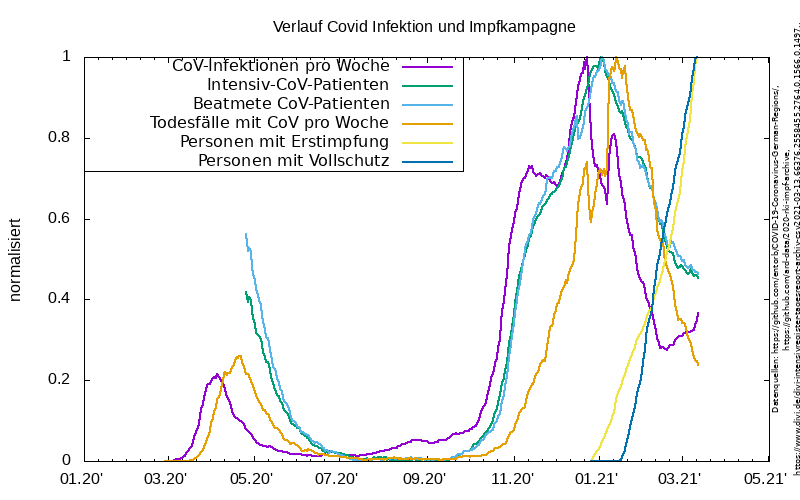 Verlauf Covid Infektion und Impfkampagne
CoV-Infektionen pro Woche
Intensiv-CoV-Patienten
Beatmete CoV-Patienten
Todesfälle mit CoV pro Woche
Personen mit Erstimpfung
Personen mit Vollschutz
normalisiert
1
0.8
0.6
0.4
0.2
0
01.20' 03.20' 05.20' 07.20' 09.20' 11.20' 01.21' 03.21' 05.21'
Datenquellen: https://github.com/entorb/COVID-19-Coronavirus-German-Regions/,
https://github.com/ard-data/2020-rki-impf-archive,